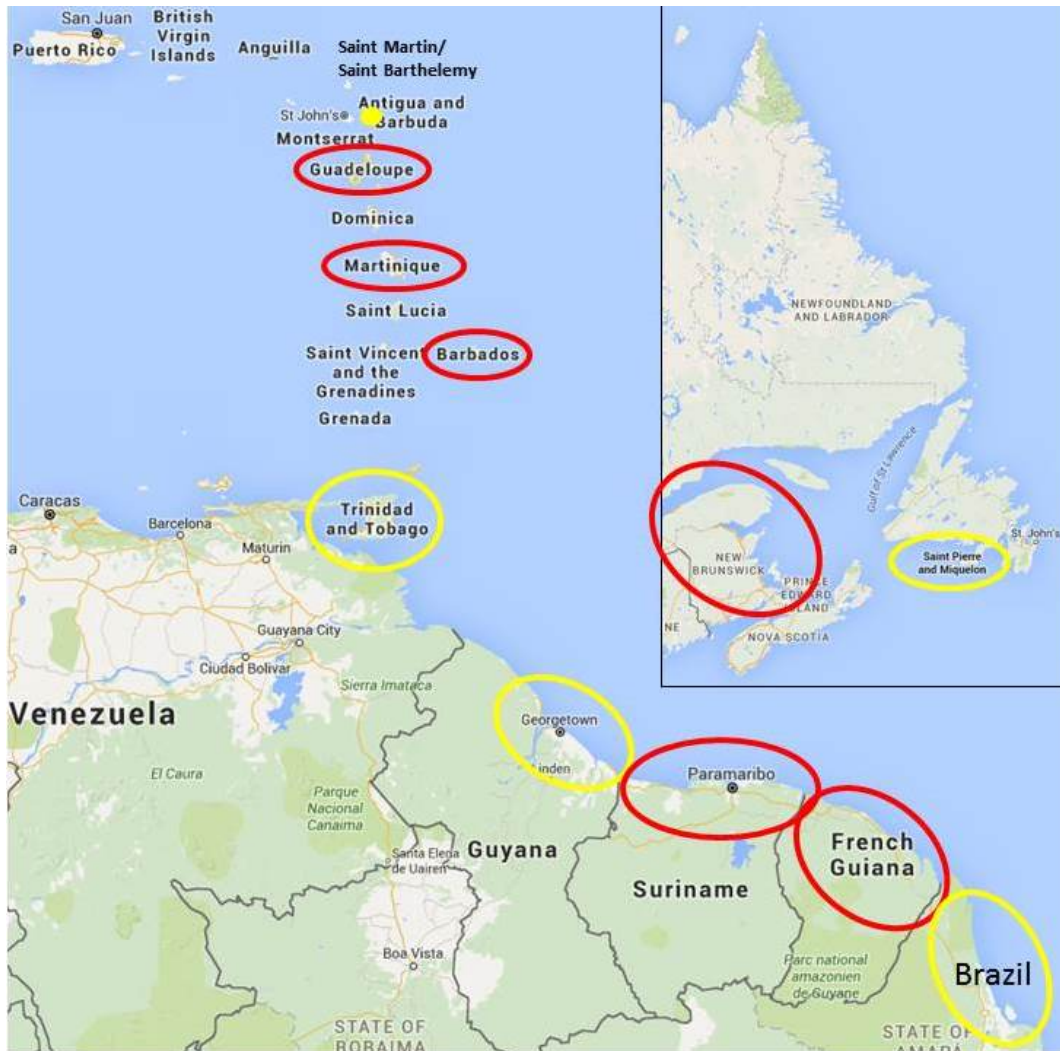 San Juan
Puerto Rico
British
Virgin
Islands
Anguilla
Saint Martin/
Saint Barthelemy
St John's
Antigua and
Barbuda
Montserrat
Guadeloupe
Dominica
Martinique
Saint Lucia
Saint Vincent
and the
Grenadines
Barbados
Grenada
Trinidad
and Tobago
Caracas
a
Barcelona
Maturin
Guayana City
Ciudad Bolivar
Sierra Imataca
Venezuela
El Caura
Parque
Nacional
Canaima
Georgetown
Linden
Santa Elena
de Uairen
Guyana
Paramaribo
Suriname
French
Guiana
Boa Vista
Parc national
amazonien
de Guyane
Brazil
STATE OF
RORAIMA
STATE OF
AMAPÁ
NEWFOUNDLAND
AND LABRADOR
Gulf of St Lawrence
St. John's
Saint Pierre
and Miquelon
NEW
BRUNSWICK
PRINCE
EDWARD
ISLAND
NOVA SCOTIA
NE